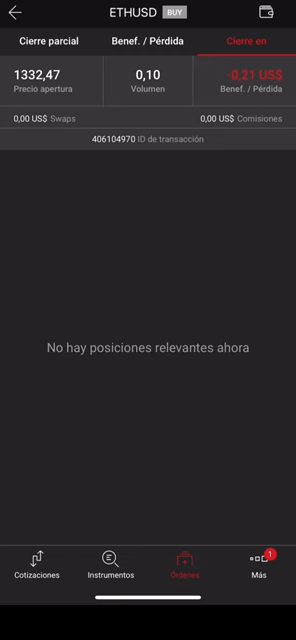 ETHUSD BUY
Cierre parcial Benef. / Pérdida Cierre en
1332,47 0,10 -0,21 US$
Precio apertura Volumen Benef. / Pérdida
0,00 US$ Swaps 0,00 US$ Comisiones
406104970 ID de transacción
No hay posiciones relevantes ahora
1
Cotizaciones Instrumentos Órdenes Más